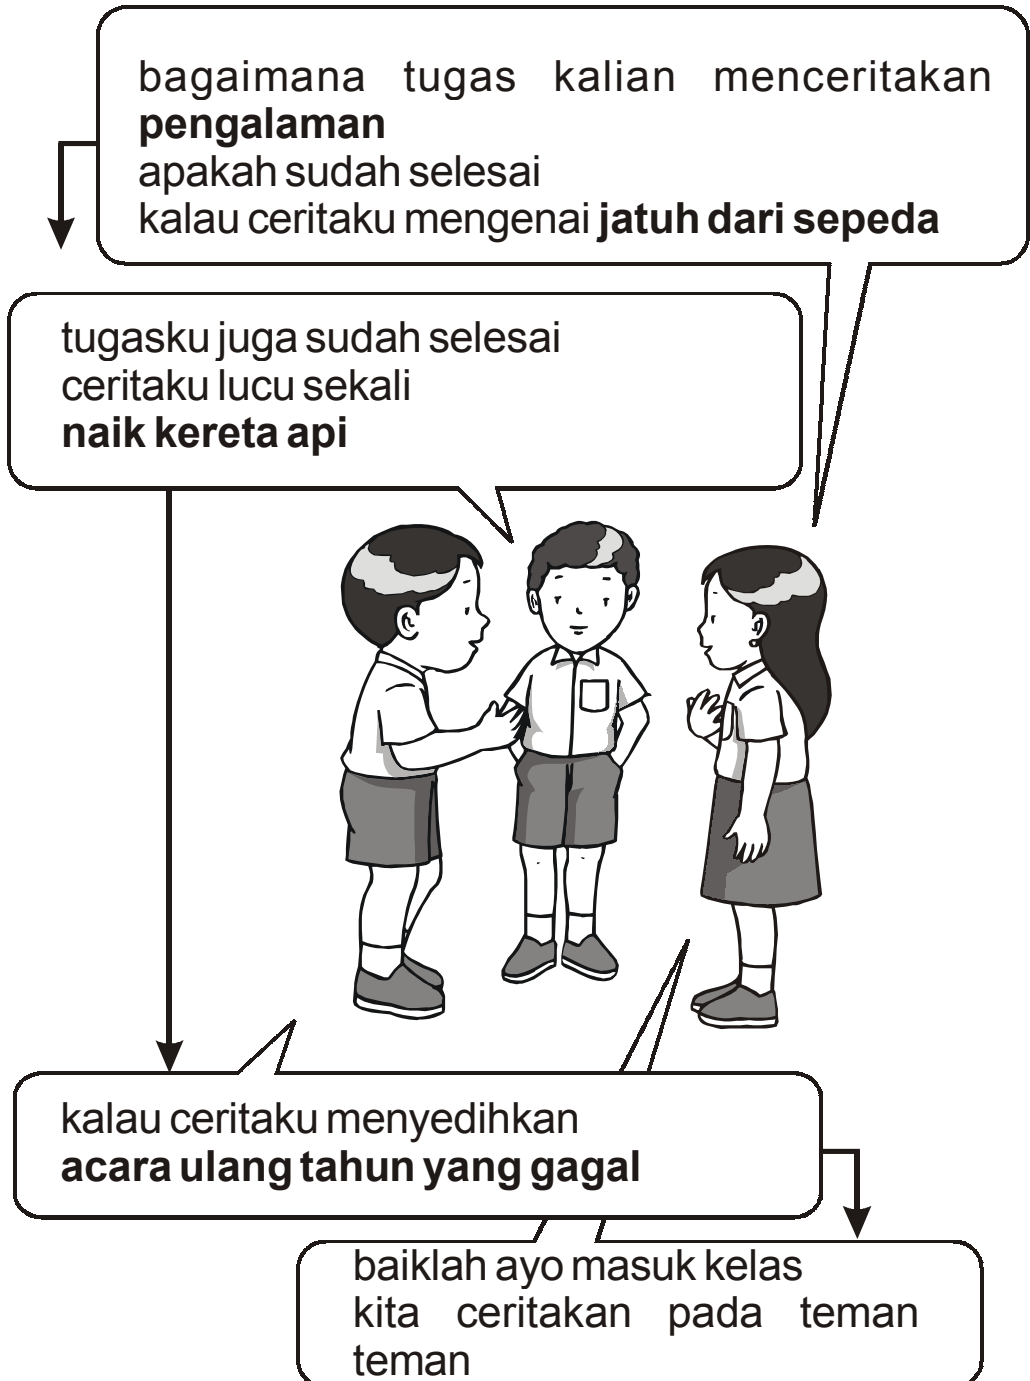 bagaimana tugas kalian menceritakan
pengalaman
apakah sudah selesai
kalau ceritaku mengenai jatuh dari sepeda
tugasku juga sudah selesai
ceritaku lucu sekali
naik kereta api
kalau ceritaku menyedihkan
acara ulang tahun yang gagal
baiklah ayo masuk kelas
kita ceritakan pada teman
teman